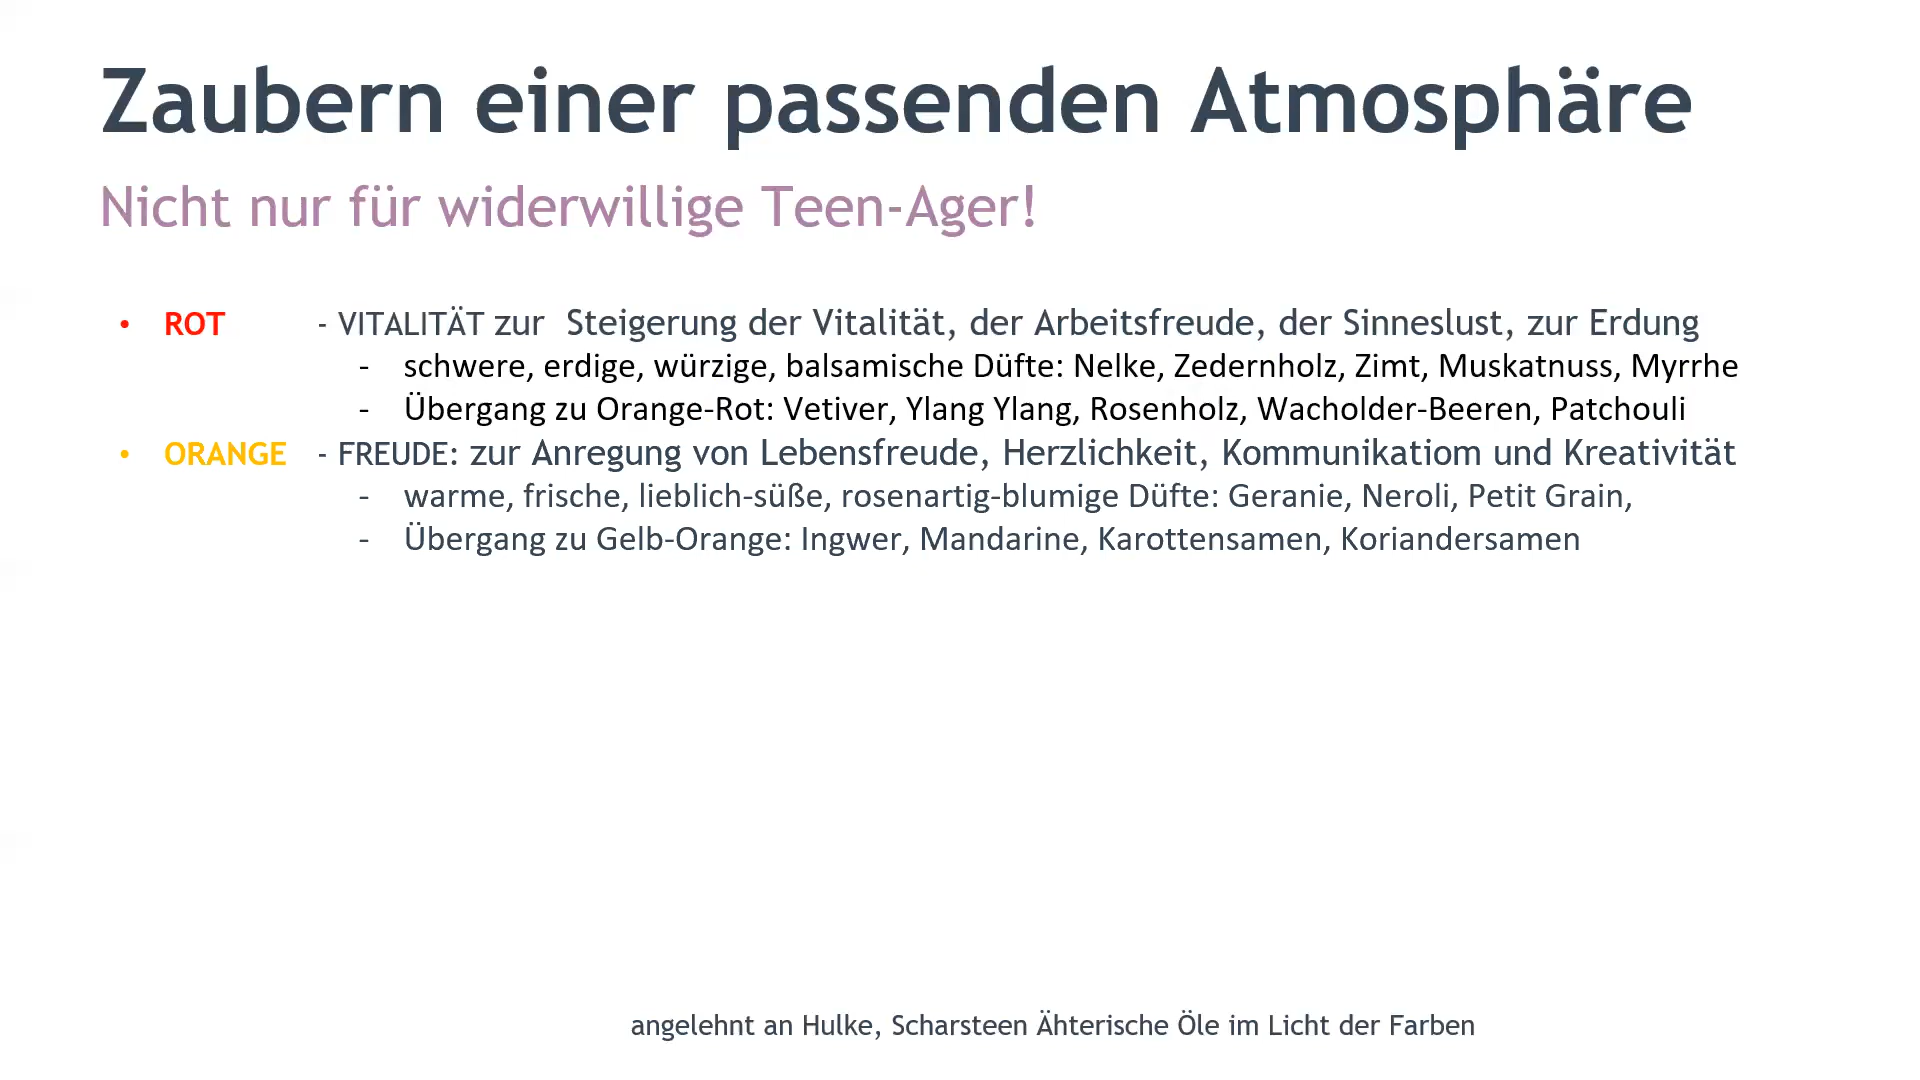 Zaubern einer passenden Atmosphäre
Nicht nur für widerwillige Teen-Ager!
• ROT - VITALITÄT zur Steigerung der Vitalität, der Arbeitsfreude, der Sinneslust, zur Erdung
- schwere, erdige, würzige, balsamische Düfte: Nelke, Zedernholz, Zimt, Muskatnuss, Myrrhe
- Übergang zu Orange-Rot: Vetiver, Ylang Ylang, Rosenholz, Wacholder-Beeren, Patchouli
• ORANGE - FREUDE: zur Anregung von Lebensfreude, Herzlichkeit, Kommunikatiom und Kreativität
- warme, frische, lieblich-süße, rosenartig-blumige Düfte: Geranie, Neroli, Petit Grain,
- Übergang zu Gelb-Orange: Ingwer, Mandarine, Karottensamen, Koriandersamen
angelehnt an Hulke, Scharsteen Ähterische Öle im Licht der Farben